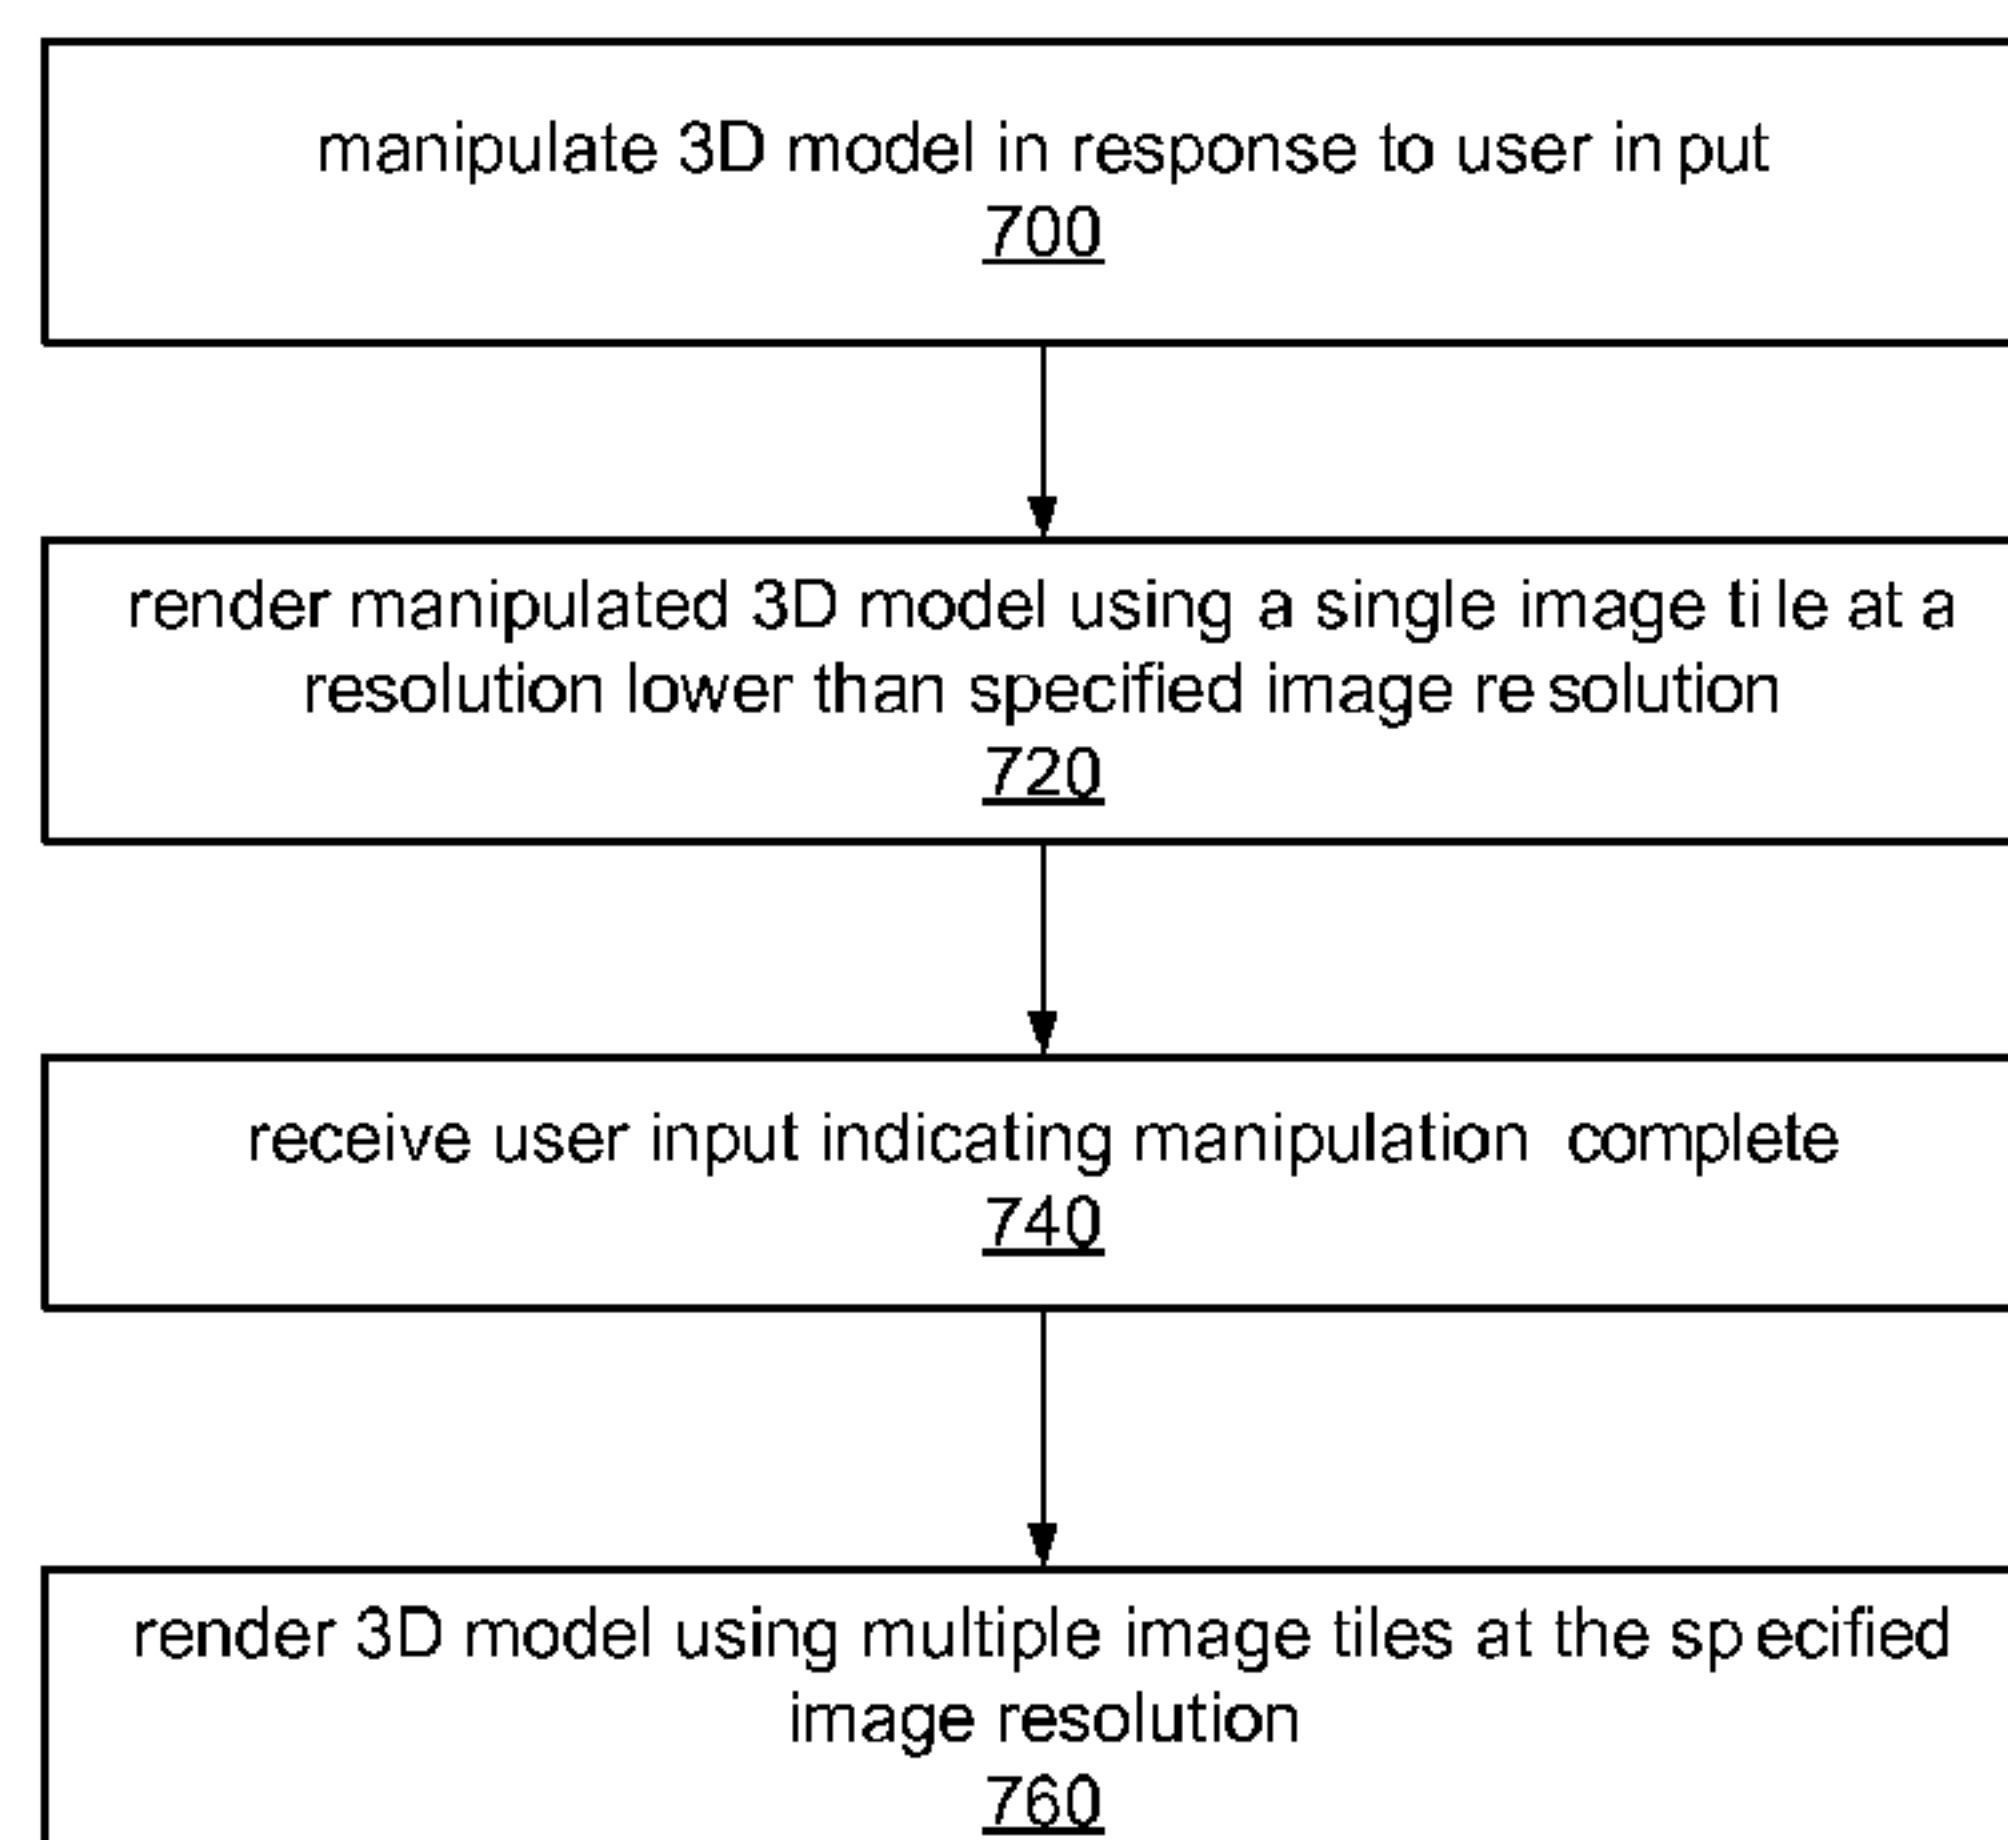 manipulate 3D model in response to user input
700
render manipulated 3D model using a single image tile at a
resolution lower than specified image resolution
720
receive user input indicating manipulation complete
740
render 3D model using multiple image tiles at the specified
image resolution
760